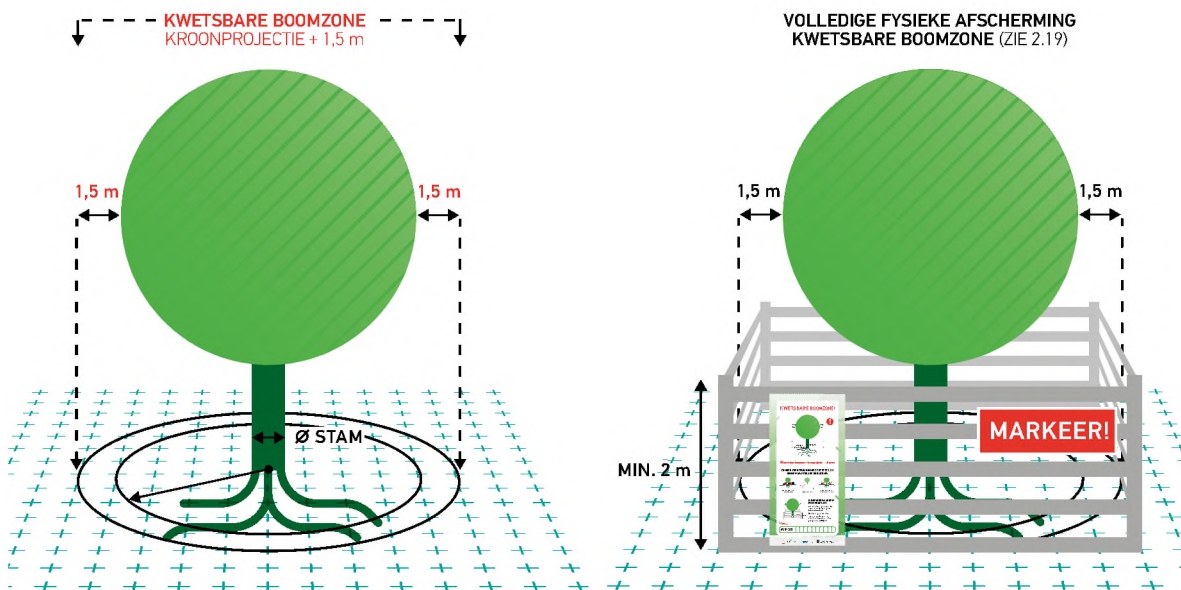 KWETSBARE BOOMZONE
KROONPROJECTIE + 1,5 m
1,5 m
1,5 m
Ø STAM
VOLLEDIGE FYSIEKE AFSCHERMING
KWETSBARE BOOMZONE (ZIE 2.19)
1,5 m
1,5 m
MIN. 2 m
KWETSBARE BOOMZONE!
MARKEER!